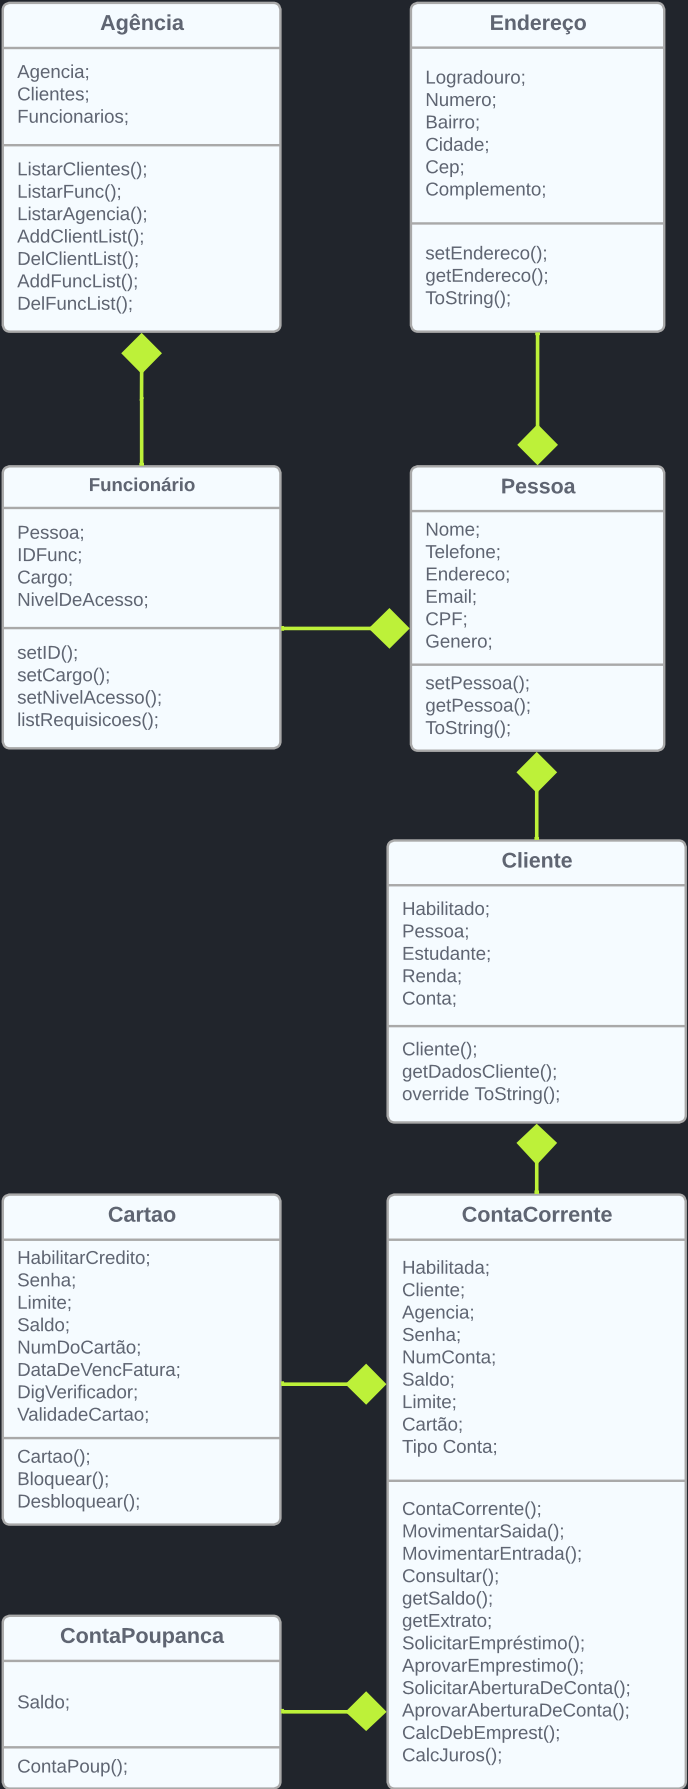 Agência
Agencia;
Clientes;
Funcionarios;
ListarClientes();
ListarFunc();
ListarAgencia();
AddClientList();
DelClientList();
AddFuncList();
DelFuncList();
Endereço
Logradouro;
Numero;
Bairro;
Cidade;
Cep;
Complemento;
setEndereco();
getEndereco();
ToString();
Funcionário
Pessoa;
IDFunc;
Cargo;
NivelDeAcesso;
setID();
setCargo();
setNivelAcesso();
listRequisicoes();
Pessoa
Nome;
Telefone;
Endereco;
Email;
CPF;
Genero;
setPessoa();
getPessoa();
ToString();
Cliente
Habilitado;
Pessoa;
Estudante;
Renda;
Conta;
Cliente();
getDadosCliente();
override ToString();
Cartao
HabilitarCredito;
Senha;
Limite;
Saldo;
NumDoCartão;
DataDeVencFatura;
DigVerificador;
ValidadeCartao;
Cartao();
Bloquear();
Desbloquear();
ContaCorrente
Habilitada;
Cliente;
Agencia;
Senha;
NumConta;
Saldo;
Limite;
Cartão;
Tipo Conta;
ContaCorrente();
MovimentarSaida();
MovimentarEntrada();
Consultar();
getSaldo();
getExtrato;
SolicitarEmpréstimo();
AprovarEmprestimo();
SolicitarAberturaDeConta();
AprovarAberturaDeConta();
CalcDebEmprest();
CalcJuros();
ContaPoupanca
Saldo;
ContaPoup();